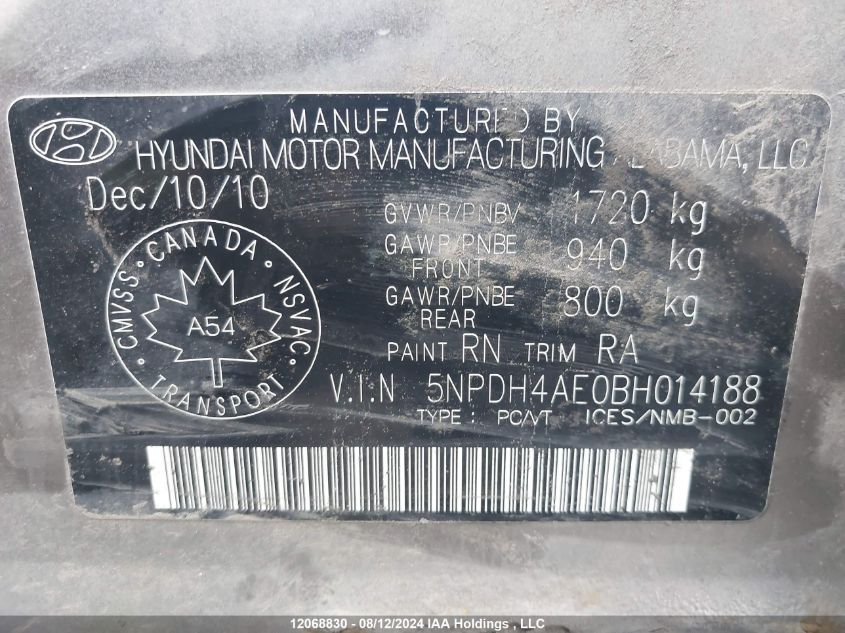 MANUFACTURED BY
HYUNDAI MOTOR MANUFACTURING ALABAMA, LLC
Dec/10/10
GVWR/PNBV 1720 kg
GAWR/PNBE FRONT 940 kg
GAWR/PNBE REAR 800 kg
CANADA
CMVSS NSVAC
A54
TRANSPORT
PAINT RN TRIM RA
V.I.N 5NPDH4AE0BH014188
TYPE : PC/VT ICES/NMB-002
12068830 - 08/12/2024 IAA Holdings , LLC